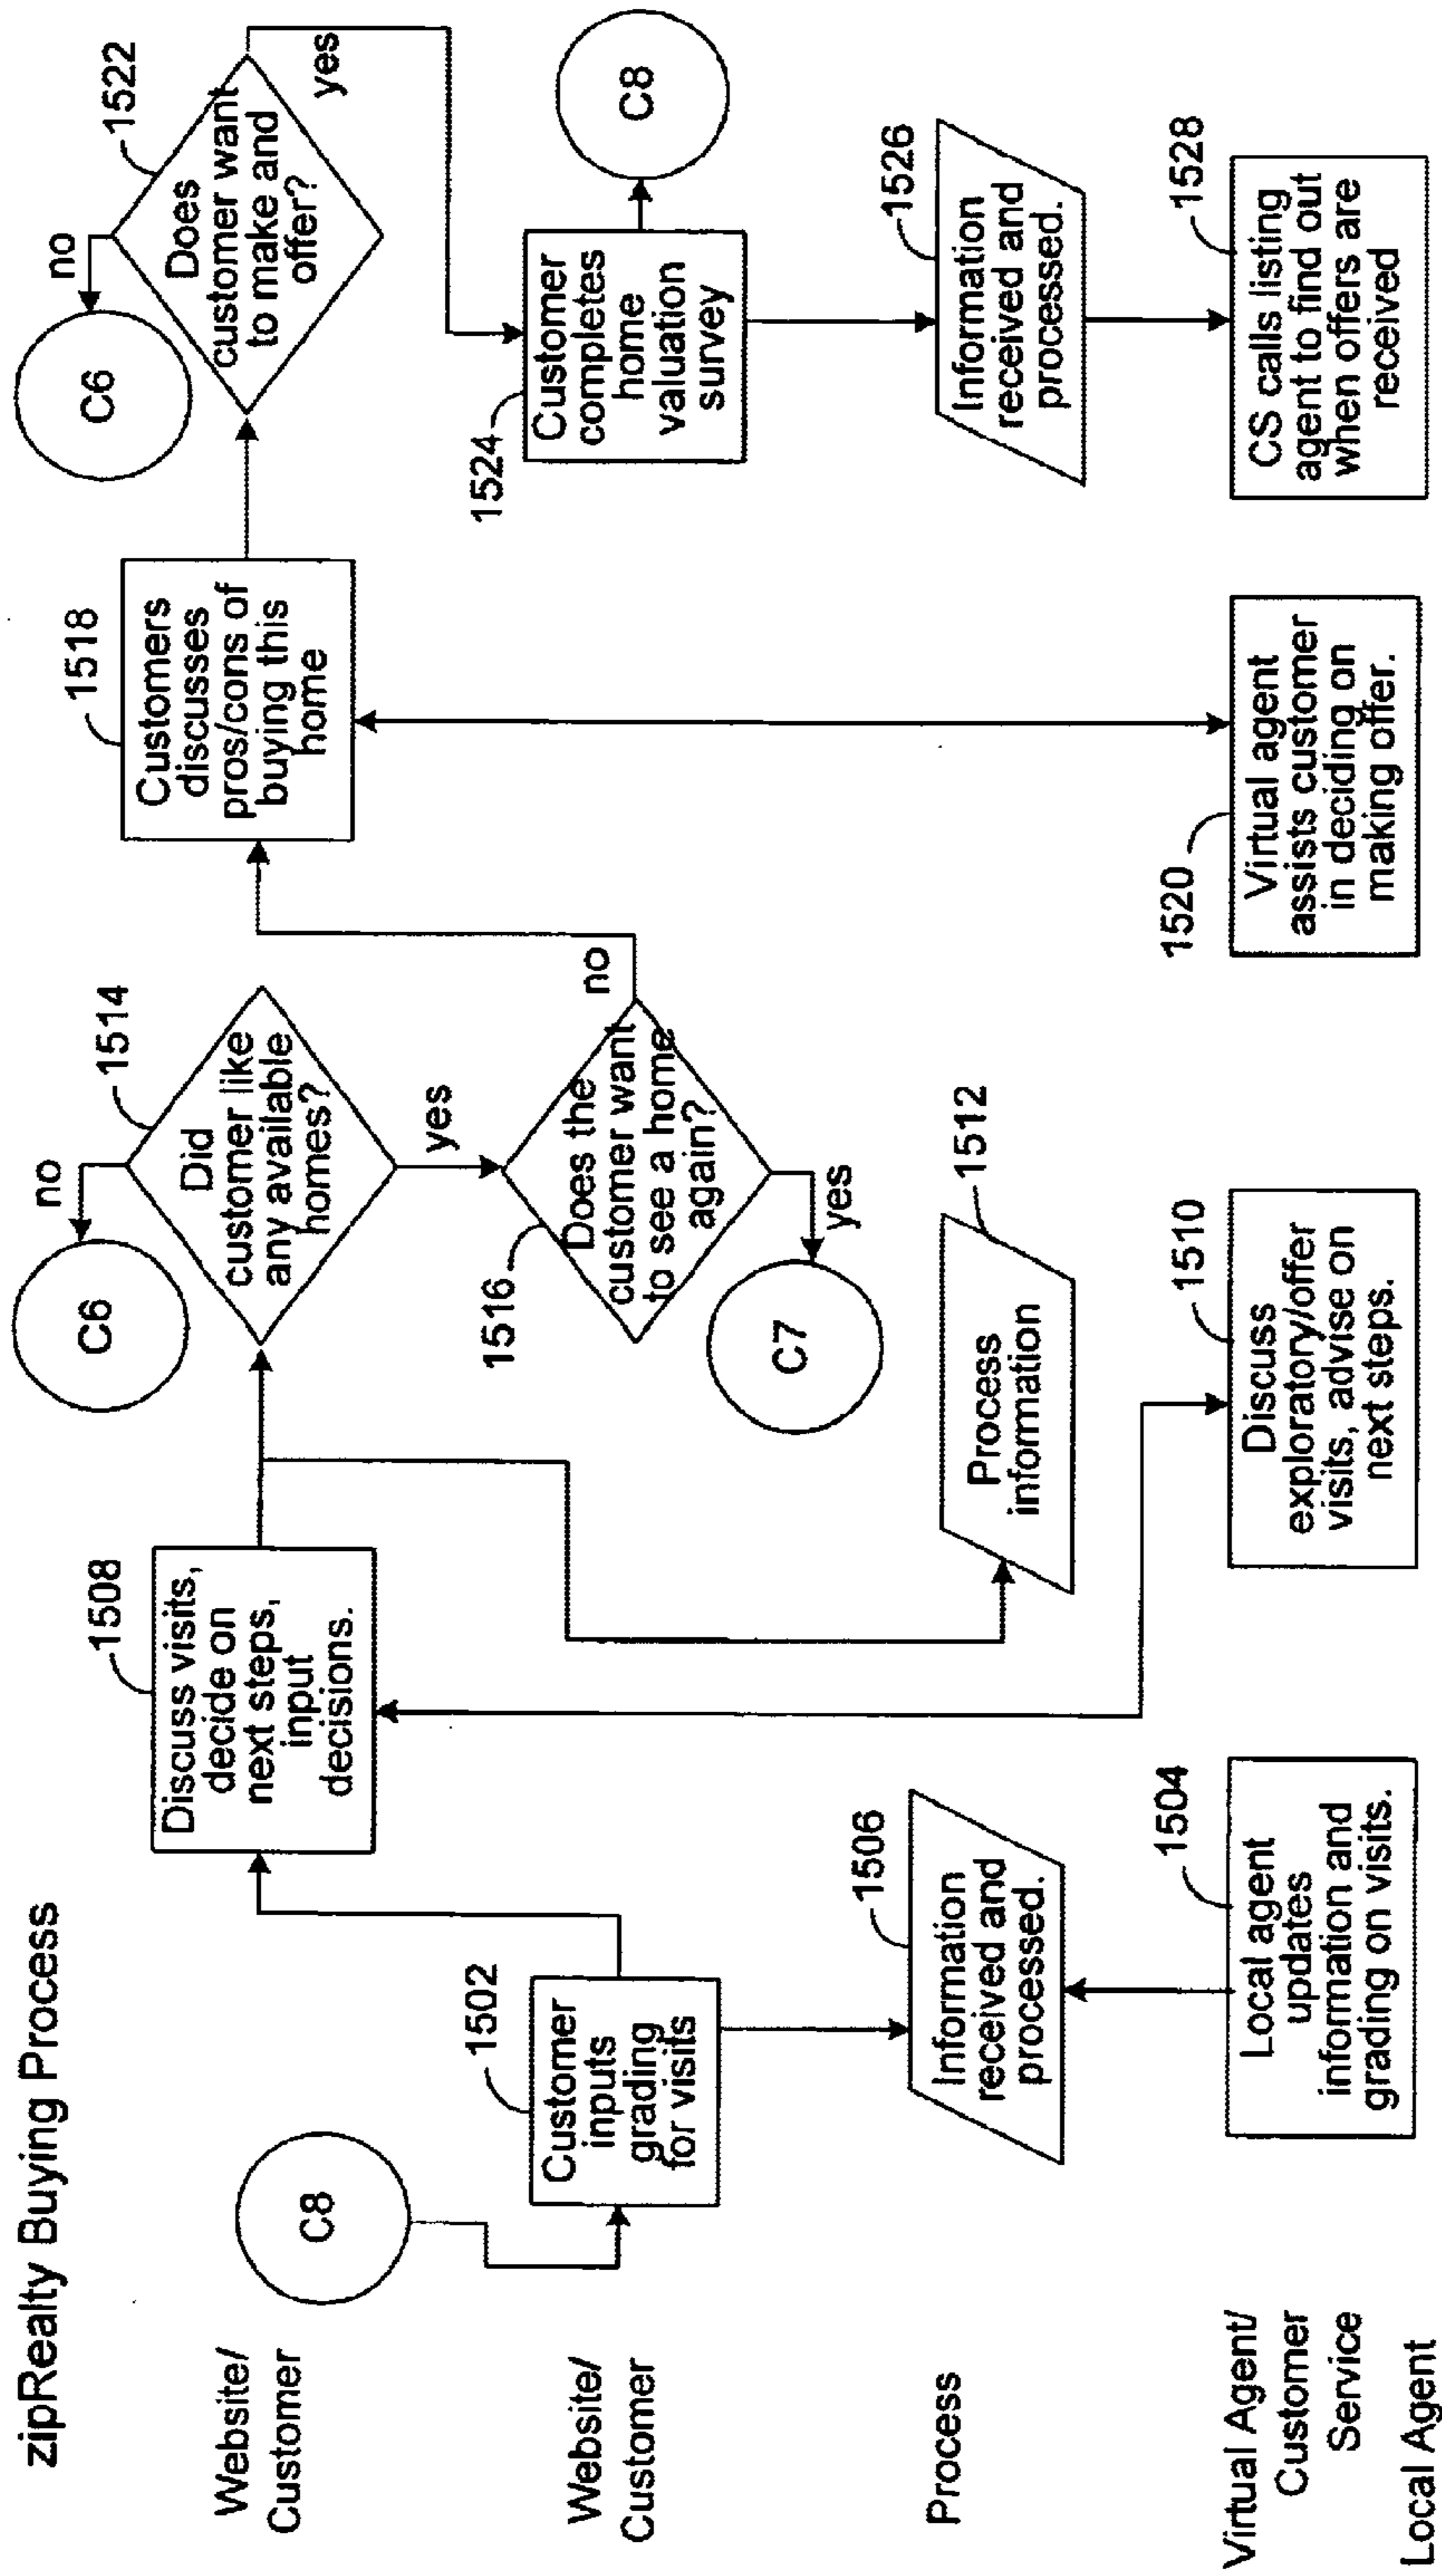 zipRealty Buying Process
Website/
Customer
C8
Website/
Customer
Process
Virtual Agent/
Customer
Service
Local Agent
1502
Customer
inputs
grading
for visits
1506
Information
received and
processed.
1504
Local agent
updates
information and
grading on visits.
1508
Discuss visits,
decide on
next steps,
input
decisions.
1510
Discuss
exploratory/offer
visits, advise on
next steps.
1512
Process
information
C6
no
1514
Did
customer like
any available
homes?
yes
1516
Does the
customer want
to see a home
again?
no
yes
C7
1518
Customers
discusses
pros/cons of
buying this
home
1520
Virtual agent
assists customer
in deciding on
making offer.
C6
no
1522
Does
customer want
to make and
offer?
yes
1524
Customer
completes
home
valuation
survey
C8
1526
Information
received and
processed.
1528
CS calls listing
agent to find out
when offers are
received